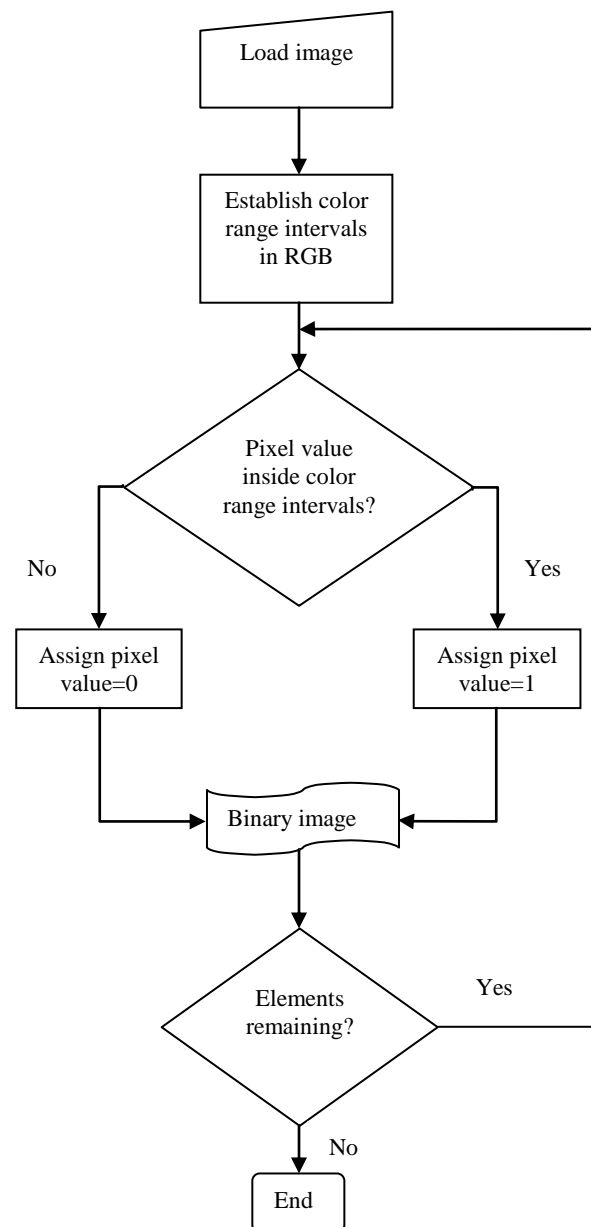 Load image
Establish color
range intervals
in RGB
Pixel value
inside color
range intervals?
No
Yes
Assign pixel
value=0
Assign pixel
value=1
Binary image
Elements
remaining?
Yes
No
End